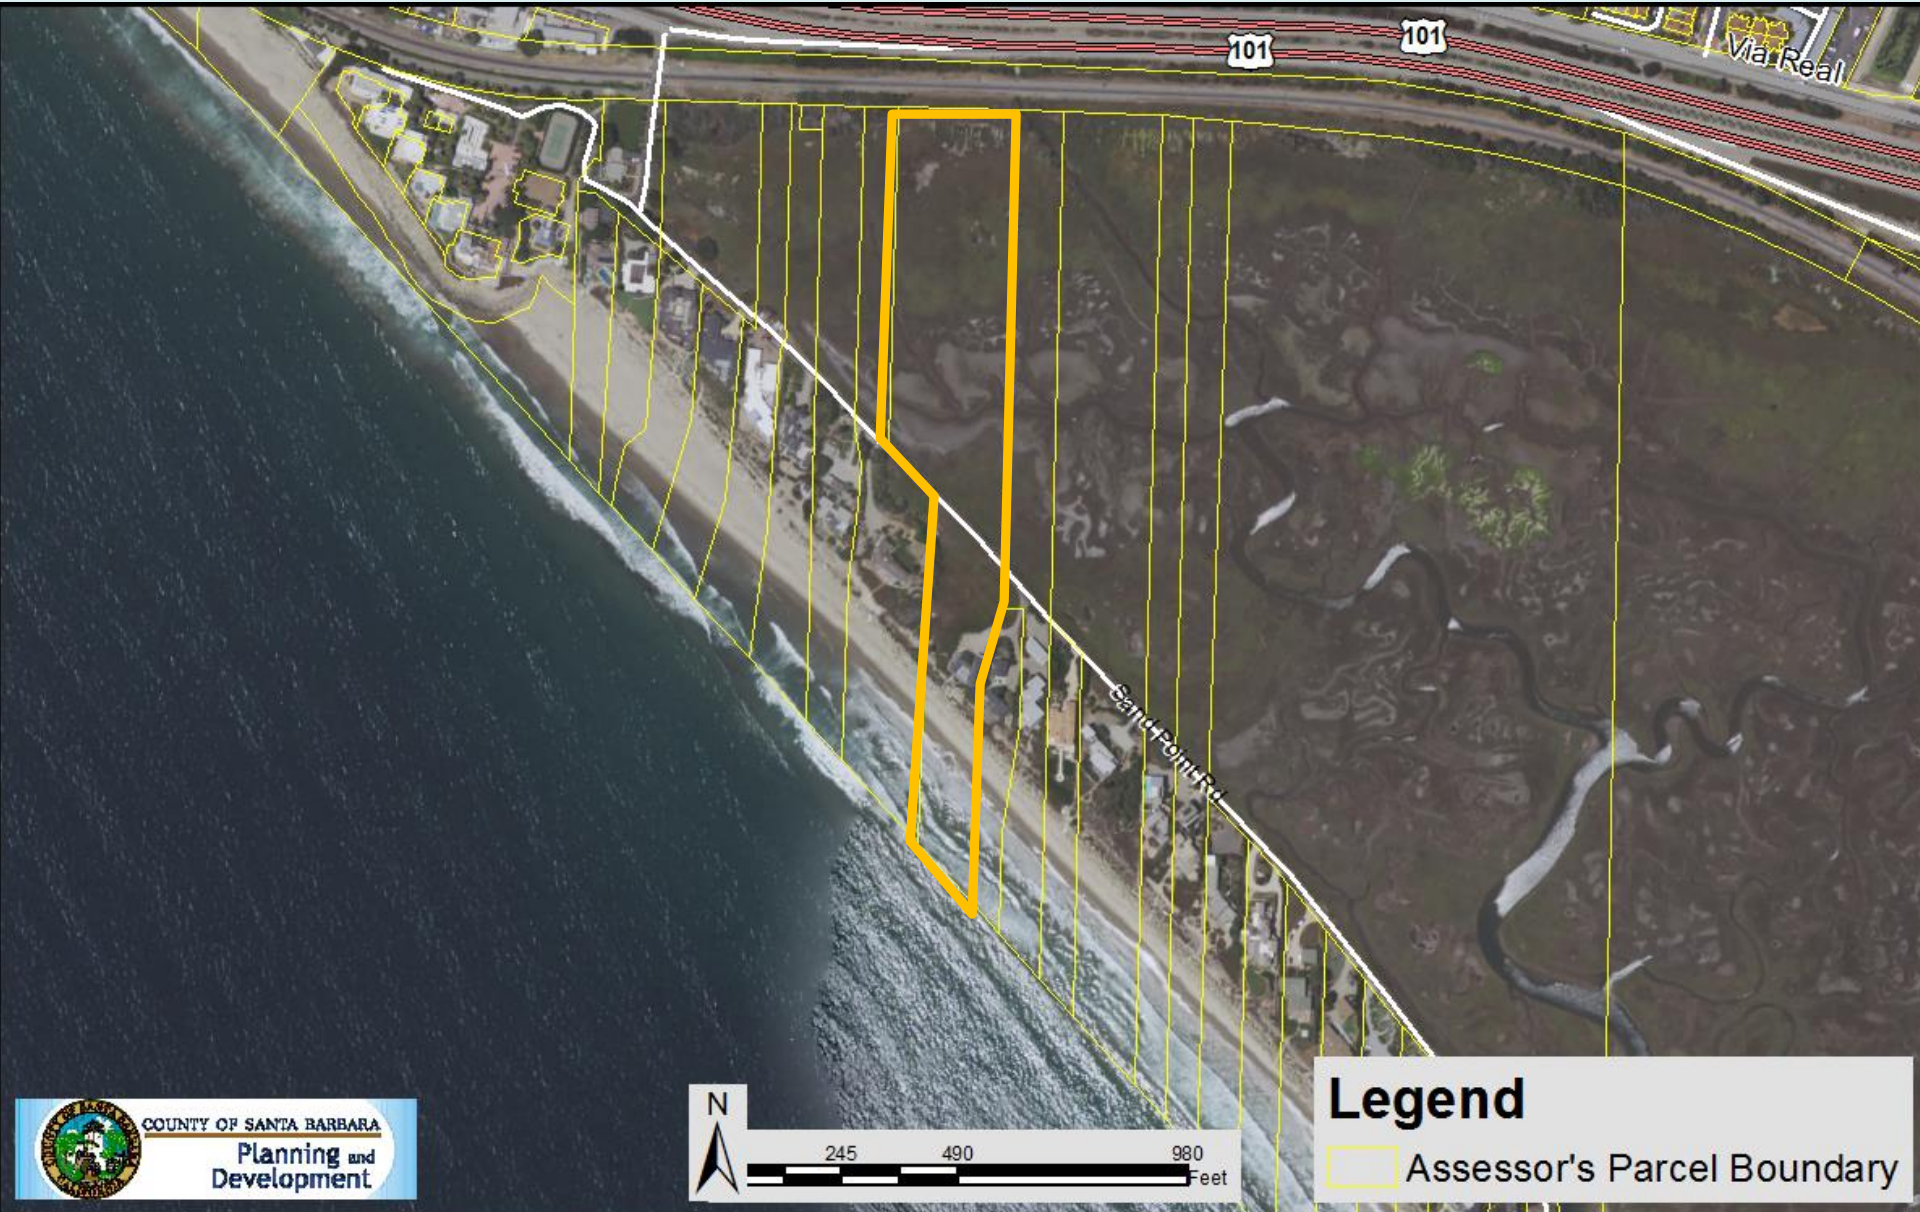 101
101
Via Real
Sand Point Rd
COUNTY OF SANTA BARBARA
Planning and
Development
N
245 490 980
Feet
Legend
Assessor's Parcel Boundary